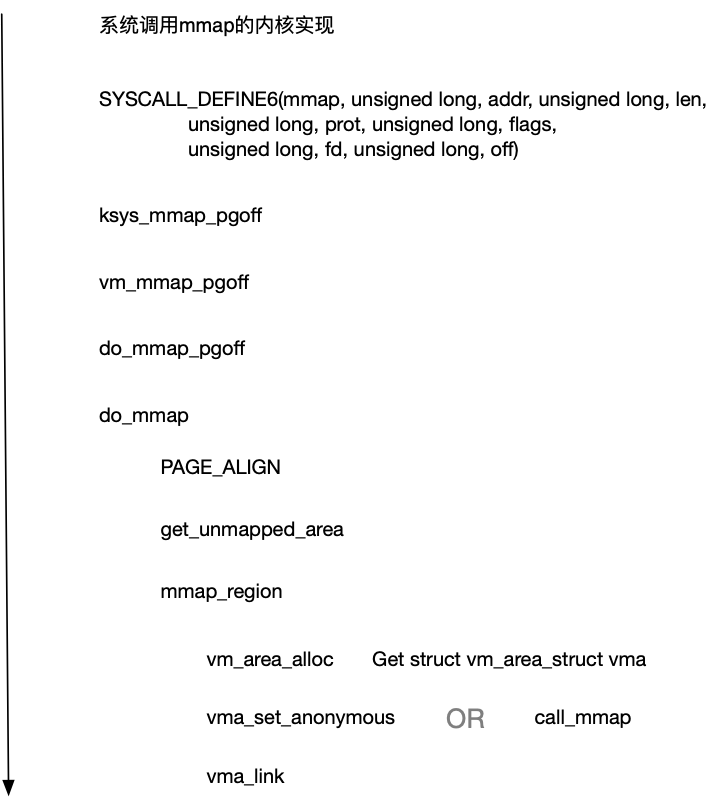 系统调用mmap的内核实现
SYSCALL_DEFINE6(mmap, unsigned long, addr, unsigned long, len,
unsigned long, prot, unsigned long, flags,
unsigned long, fd, unsigned long, off)
ksys_mmap_pgoff
vm_mmap_pgoff
do_mmap_pgoff
do_mmap
PAGE_ALIGN
get_unmapped_area
mmap_region
vm_area_alloc Get struct vm_area_struct vma
vma_set_anonymous OR call_mmap
vma_link